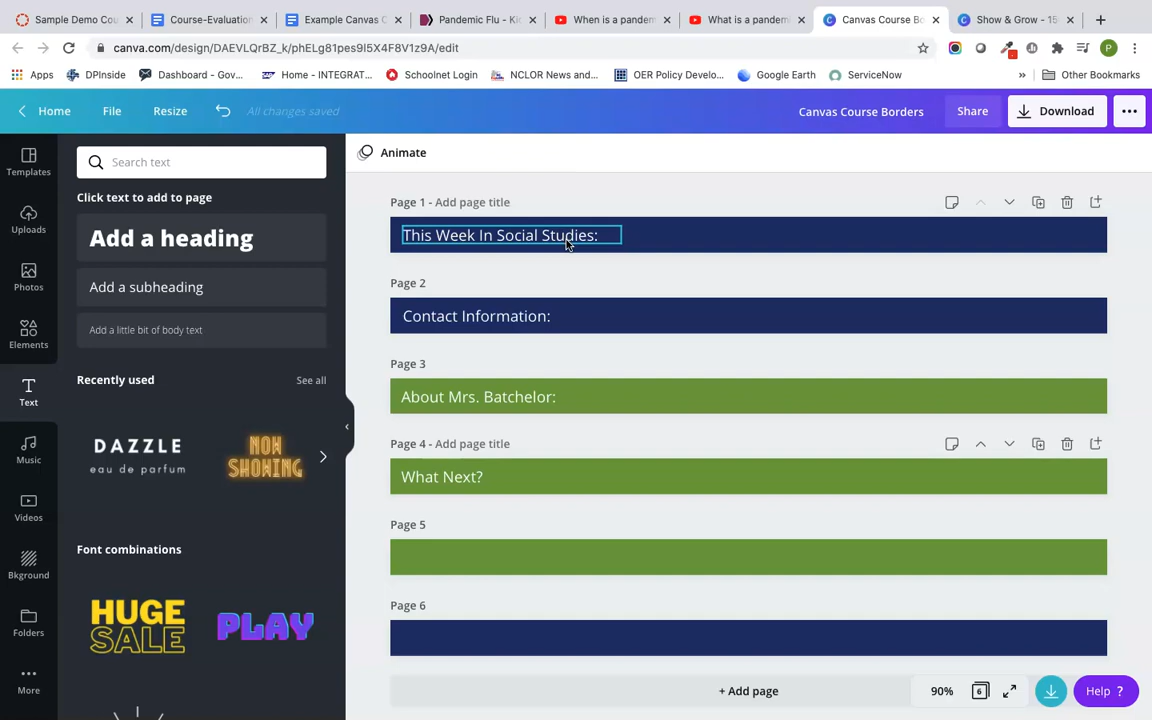 Sample Demo Cou
Course-Evaluation
Example Canvas C
Pandemic Flu - Ki
When is a pandem
What is a pandemi
Canvas Course Bo
Show & Grow - 15
canva.com/design/DAEVLQrBZ_k/phELg81pes9I5X4F8V1z9A/edit
P
Apps
DPInside
Dashboard - Gov...
Home - INTEGRAT...
Schoolnet Login
NCLOR News and...
OER Policy Develo...
Google Earth
ServiceNow
»
Other Bookmarks
Home
File
Resize
All changes saved
Canvas Course Borders
Share
Download
Templates
Uploads
Photos
Elements
Text
Music
Videos
Bkground
Folders
More
Search text
Click text to add to page
Add a heading
Add a subheading
Add a little bit of body text
Recently used
See all
DAZZLE
eau de parfum
NOW
SHOWING
Font combinations
HUGE
SALE
PLAY
Animate
Page 1 - Add page title
This Week In Social Studies:
Page 2
Contact Information:
Page 3
About Mrs. Batchelor:
Page 4 - Add page title
What Next?
Page 5
Page 6
+ Add page
90%
6
Help ?